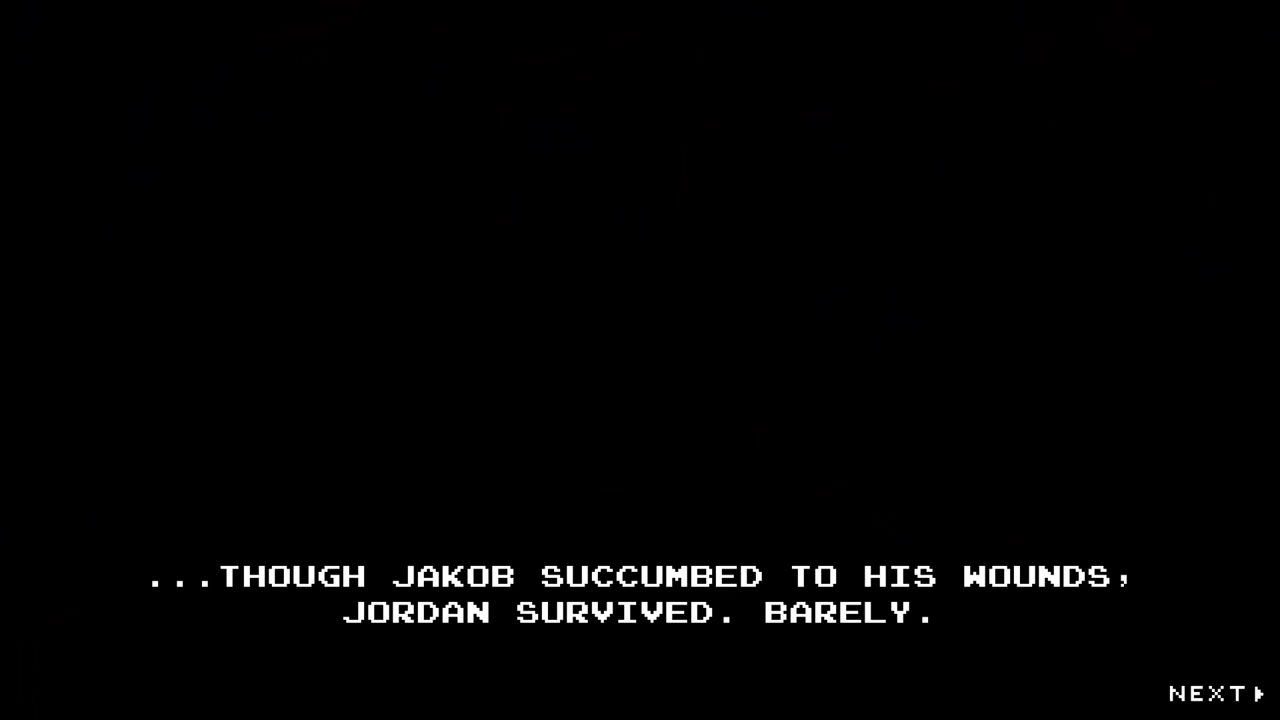 ...THOUGH JAKOB SUCCUMBED TO HIS WOUNDS,
JORDAN SURVIVED. BARELY.
NEXT